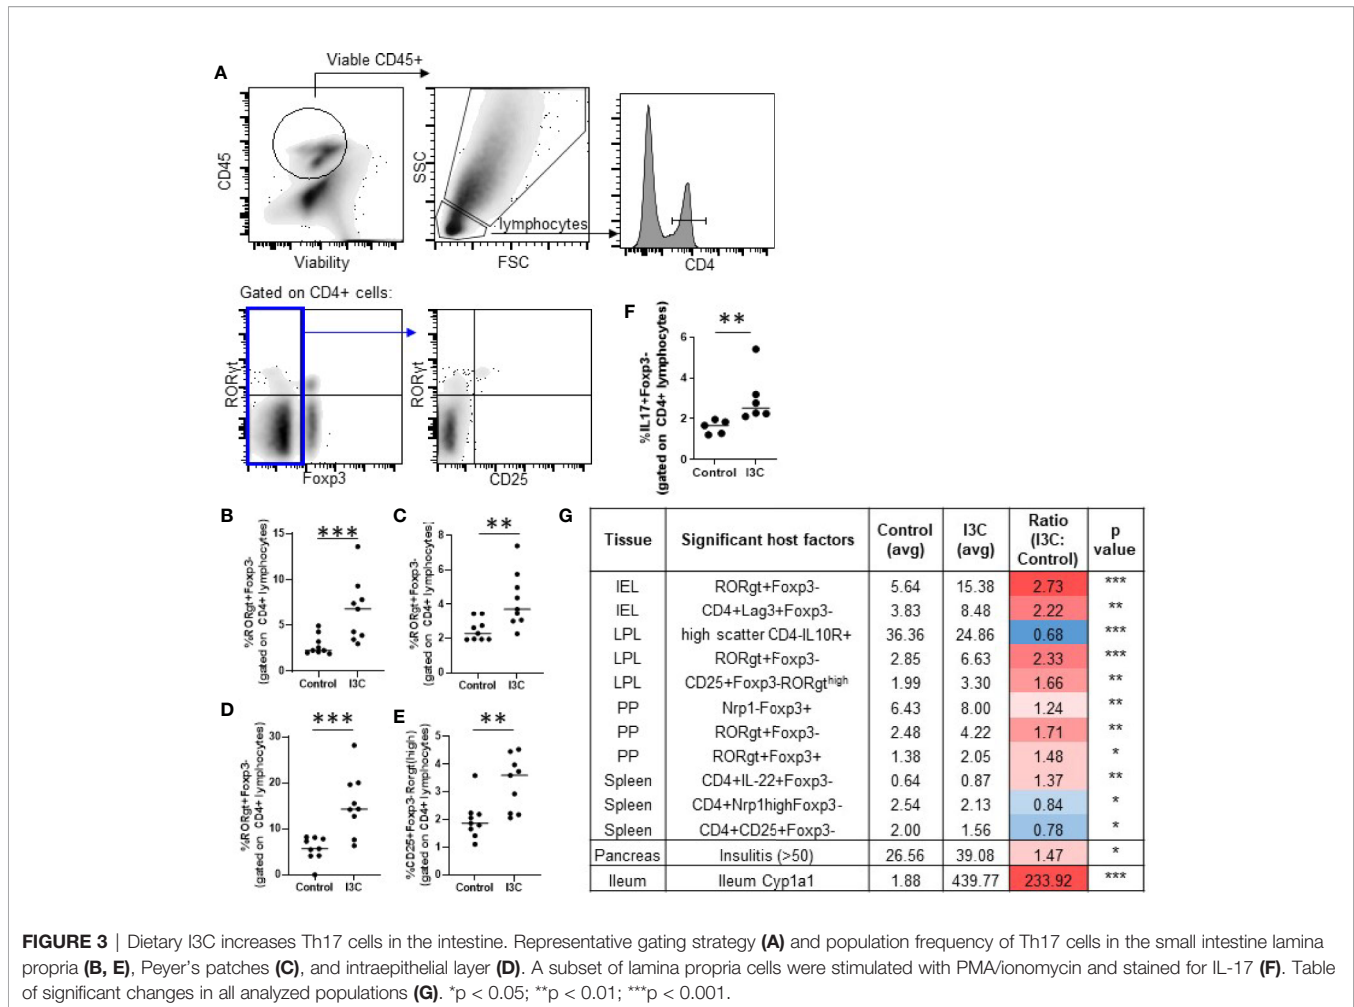 A
Viable CD45+
CD45
Viability
SSC
FSC
lymphocytes
CD4
Gated on CD4+ cells:
RORγt
Foxp3
RORγt
CD25
F
**
%IL17+Foxp3-
(gated on CD4+ lymphocytes)
6
4
2
0
Control I3C
B
***
%RORgt+Foxp3-
(gated on CD4+ lymphocytes)
15
10
5
0
Control I3C
C
**
%RORgt+Foxp3-
(gated on CD4+ lymphocytes)
8
6
4
2
0
Control I3C
D
***
%RORgt+Foxp3-
(gated on CD4+ lymphocytes)
30
20
10
0
Control I3C
E
**
%CD25+Foxp3-Rorgt(high)
(gated on CD4+ lymphocytes)
5
4
3
2
1
0
Control I3C
G
Tissue Significant host factors Control (avg) I3C (avg) Ratio (I3C: Control) p value
IEL RORgt+Foxp3- 5.64 15.38 2.73 ***
IEL CD4+Lag3+Foxp3- 3.83 8.48 2.22 **
LPL high scatter CD4-IL10R+ 36.36 24.86 0.68 ***
LPL RORgt+Foxp3- 2.85 6.63 2.33 ***
LPL CD25+Foxp3-RORgt^high 1.99 3.30 1.66 **
PP Nrp1-Foxp3+ 6.43 8.00 1.24 **
PP RORgt+Foxp3- 2.48 4.22 1.71 **
PP RORgt+Foxp3+ 1.38 2.05 1.48 *
Spleen CD4+IL-22+Foxp3- 0.64 0.87 1.37 **
Spleen CD4+Nrp1highFoxp3- 2.54 2.13 0.84 *
Spleen CD4+CD25+Foxp3- 2.00 1.56 0.78 *
Pancreas Insulitis (>50) 26.56 39.08 1.47 *
Ileum Ileum Cyp1a1 1.88 439.77 233.92 ***
FIGURE 3 | Dietary I3C increases Th17 cells in the intestine. Representative gating strategy (A) and population frequency of Th17 cells in the small intestine lamina
propria (B, E), Peyer's patches (C), and intraepithelial layer (D). A subset of lamina propria cells were stimulated with PMA/ionomycin and stained for IL-17 (F). Table
of significant changes in all analyzed populations (G). *p < 0.05; **p < 0.01; ***p < 0.001.